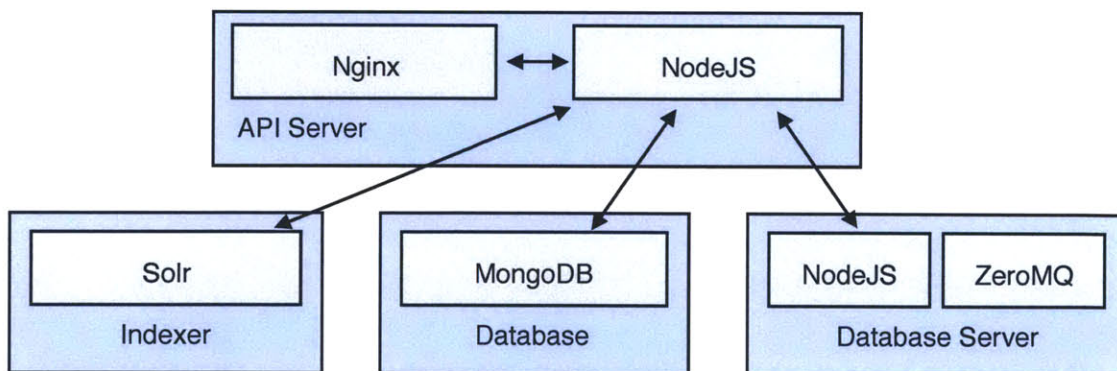 Nginx
NodeJS
API Server
Solr
Indexer
MongoDB
Database
NodeJS
ZeroMQ
Database Server